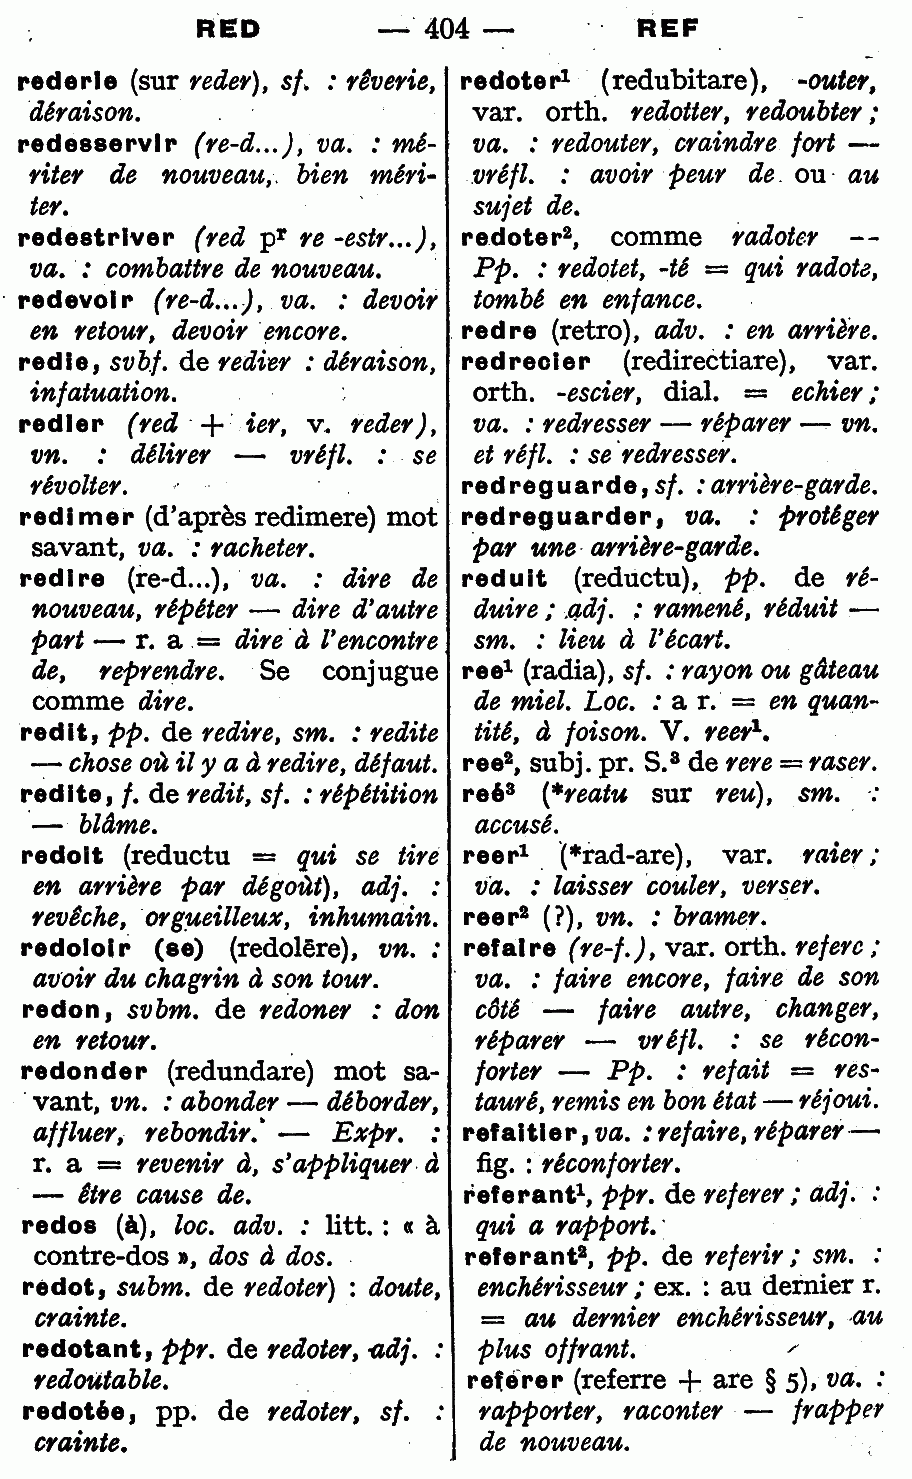 RED — 404 — REF
rederie (sur reder), sf. : rêverie,
déraison.
redesservir (re-d...), va. : mé-
riter de nouveau, bien méri-
ter.
redestriver (red pr re -estr...),
va. : combattre de nouveau.
redevoir (re-d...), va. : devoir
en retour, devoir encore.
redie, svbf. de redier : déraison,
infatuation.
redier (red + ier, v. reder),
vn. : délirer — vréfl. : se
révolter.
redimer (d'après redimere) mot
savant, va. : racheter.
redire (re-d...), va. : dire de
nouveau, répéter — dire d'autre
part — r. a = dire à l'encontre
de, reprendre. Se conjugue
comme dire.
redit, pp. de redire, sm. : redite
— chose où il y a à redire, défaut.
redite, f. de redit, sf. : répétition
— blâme.
redoit (reductu = qui se tire
en arrière par dégoût), adj. :
revêche, orgueilleux, inhumain.
redoloir (se) (redolēre), vn. :
avoir du chagrin à son tour.
redon, svbm. de redoner : don
en retour.
redonder (redundare) mot sa-
vant, vn. : abonder — déborder,
affluer, rebondir. — Expr. :
r. a = revenir à, s'appliquer à
— être cause de.
redos (à), loc. adv. : litt. : « à
contre-dos », dos à dos.
redot, subm. de redoter) : doute,
crainte.
redotant, ppr. de redoter, adj. :
redoutable.
redotée, pp. de redoter, sf. :
crainte.
redoter¹ (redubitare), -outer,
var. orth. redotter, redoubter ;
va. : redouter, craindre fort —
vréfl. : avoir peur de ou au
sujet de.
redoter², comme radoter —
Pp. : redotet, -té = qui radote,
tombé en enfance.
redre (retro), adv. : en arrière.
redrecier (redirectiare), var.
orth. -escier, dial. = echier ;
va. : redresser — réparer — vn.
et réfl. : se redresser.
redreguarde, sf. : arrière-garde.
redreguarder, va. : protéger
par une arrière-garde.
reduit (reductu), pp. de ré-
duire ; adj. : ramené, réduit —
sm. : lieu à l'écart.
ree¹ (radia), sf. : rayon ou gâteau
de miel. Loc. : a r. = en quan-
tité, à foison. V. reer¹.
ree², subj. pr. S.³ de rere = raser.
reé³ (*reatu sur reu), sm. :
accusé.
reer¹ (*rad-are), var. raier ;
va. : laisser couler, verser.
reer² (?), vn. : bramer.
refaire (re-f.), var. orth. referc ;
va. : faire encore, faire de son
côté — faire autre, changer,
réparer — vréfl. : se récon-
forter — Pp. : refait = res-
tauré, remis en bon état — réjoui.
refaitier, va. : refaire, réparer —
fig. : réconforter.
referant¹, ppr. de referer ; adj. :
qui a rapport.
referant², pp. de referir ; sm. :
enchérisseur ; ex. : au dernier r.
= au dernier enchérisseur, au
plus offrant.
referer (referre + are § 5), va. :
rapporter, raconter — frapper
de nouveau.